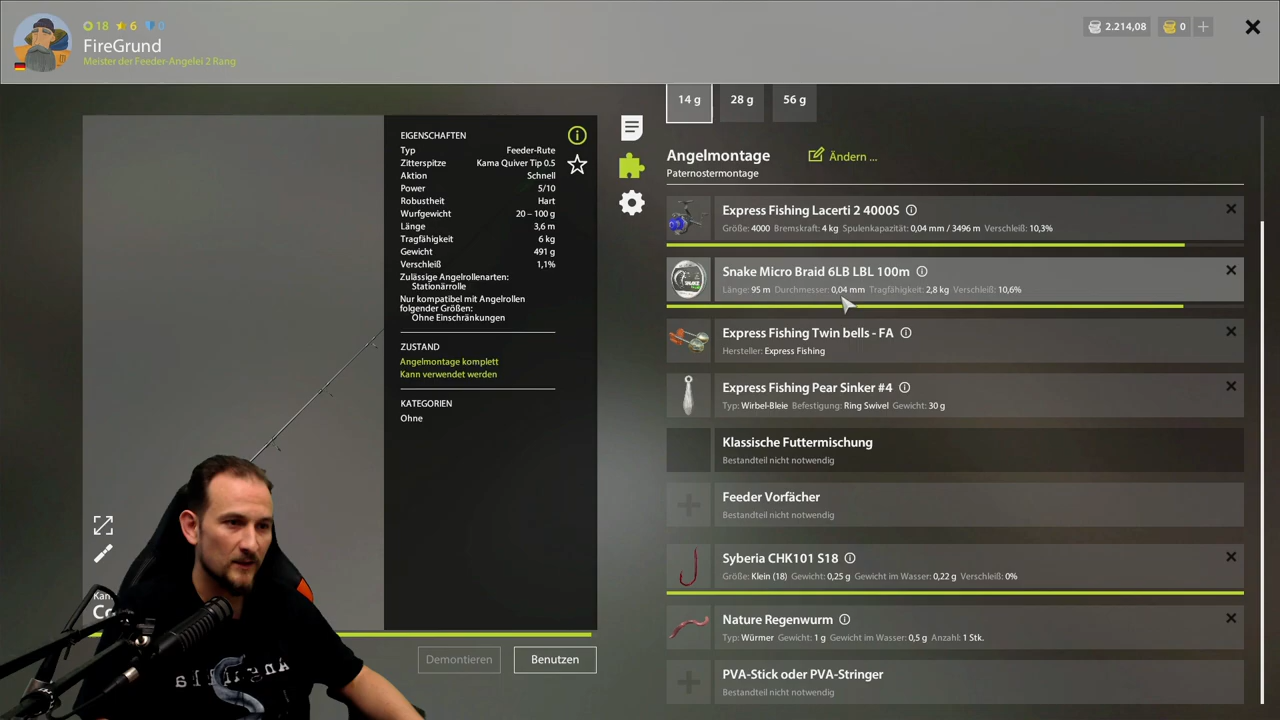 18 6 0
FireGrund
Meister der Feeder-Angelei 2 Rang
2.214,08
0
EIGENSCHAFTEN
Typ Feeder-Rute
Zitterspitze Kama Quiver Tip 0.5
Aktion Schnell
Power 5/10
Robustheit Hart
Wurfgewicht 20 – 100 g
Länge 3,6 m
Tragfähigkeit 6 kg
Gewicht 491 g
Verschleiß 1,1%
Zulässige Angelrollenarten:
Stationärrolle
Nur kompatibel mit Angelrollen
folgender Größen:
Ohne Einschränkungen
ZUSTAND
Angelmontage komplett
Kann verwendet werden
KATEGORIEN
Ohne
Demontieren
Benutzen
14 g
28 g
56 g
Angelmontage
Ändern ...
Paternostermontage
Express Fishing Lacerti 2 4000S
Größe: 4000 Bremskraft: 4 kg Spulenkapazität: 0,04 mm / 3496 m Verschleiß: 10,3%
Snake Micro Braid 6LB LBL 100m
Länge: 95 m Durchmesser: 0,04 mm Tragfähigkeit: 2,8 kg Verschleiß: 10,6%
Express Fishing Twin bells - FA
Hersteller: Express Fishing
Express Fishing Pear Sinker #4
Typ: Wirbel-Bleie Befestigung: Ring Swivel Gewicht: 30 g
Klassische Futtermischung
Bestandteil nicht notwendig
Feeder Vorfächer
Bestandteil nicht notwendig
Syberia CHK101 S18
Größe: Klein (18) Gewicht: 0,25 g Gewicht im Wasser: 0,22 g Verschleiß: 0%
Nature Regenwurm
Typ: Würmer Gewicht: 1 g Gewicht im Wasser: 0,5 g Anzahl: 1 Stk.
PVA-Stick oder PVA-Stringer
Bestandteil nicht notwendig